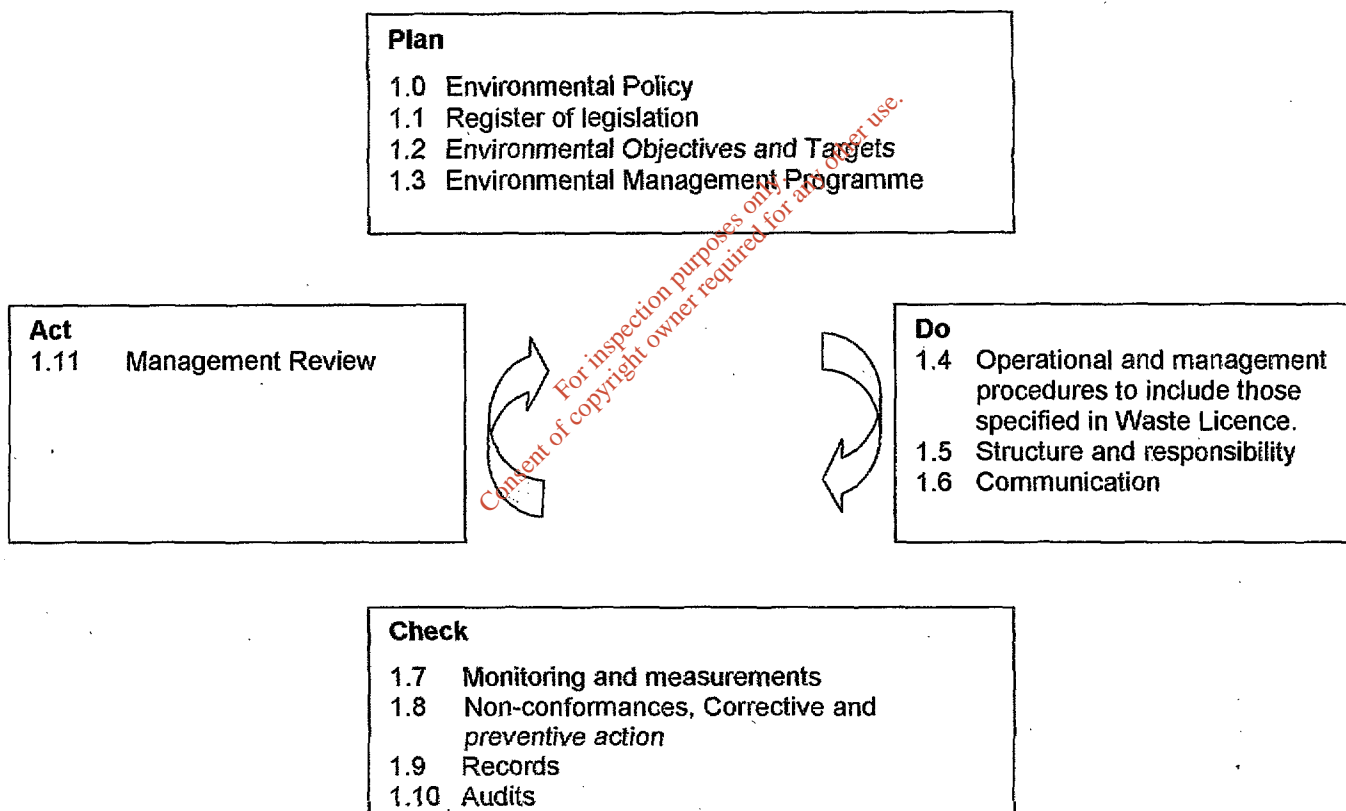 Plan
1.0 Environmental Policy
1.1 Register of legislation
1.2 Environmental Objectives and Targets
1.3 Environmental Management Programme
For inspection purposes only.
Consent of copyright owner required for any other use.
Act
1.11 Management Review
Do
1.4 Operational and management
procedures to include those
specified in Waste Licence.
1.5 Structure and responsibility
1.6 Communication
Check
1.7 Monitoring and measurements
1.8 Non-conformances, Corrective and
preventive action
1.9 Records
1.10 Audits